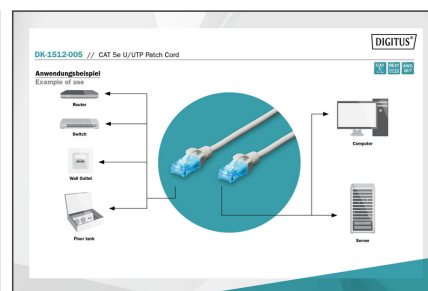 DIGITUS®
DK-1512-005 // CAT 5e U/UTP Patch Cord
Anwendungsbeispiel
Example of use
Router
Switch
Wall Outlet
Floor tank
Computer
Server